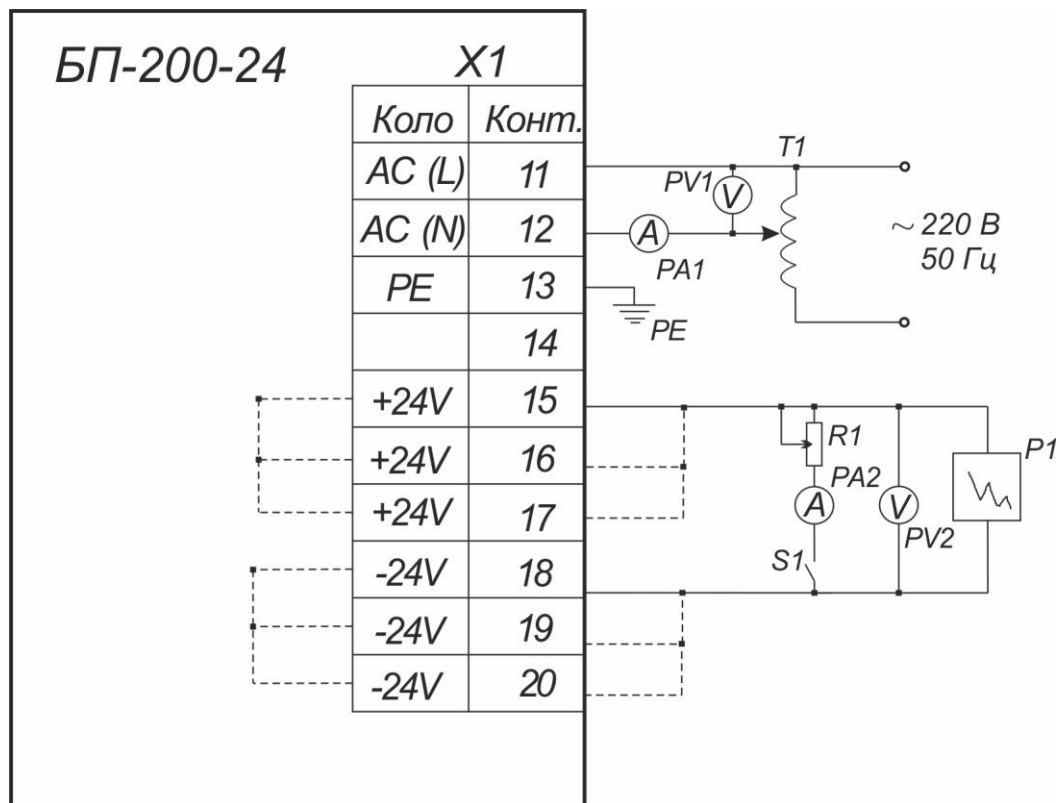 БП-200-24
X1
Коло Конт.
AC (L) 11
AC (N) 12
PE 13
14
+24V 15
+24V 16
+24V 17
-24V 18
-24V 19
-24V 20
T1
PV1
V
A
PA1
~ 220 В
50 Гц
PE
R1
P1
PA2
A
V
PV2
S1